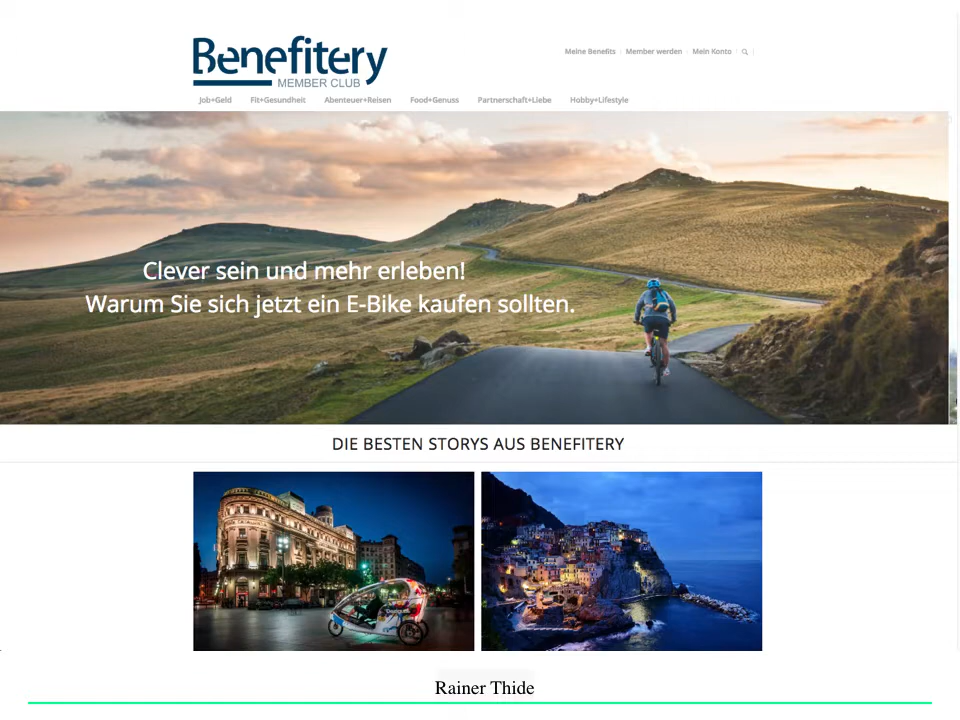 Benefitery
MEMBER CLUB
Meine Benefits Member werden Mein Konto
Job+Geld Fit+Gesundheit Abenteuer+Reisen Food+Genuss Partnerschaft+Liebe Hobby+Lifestyle
Clever sein und mehr erleben!
Warum Sie sich jetzt ein E-Bike kaufen sollten.
DIE BESTEN STORYS AUS BENEFITERY
Rainer Thide